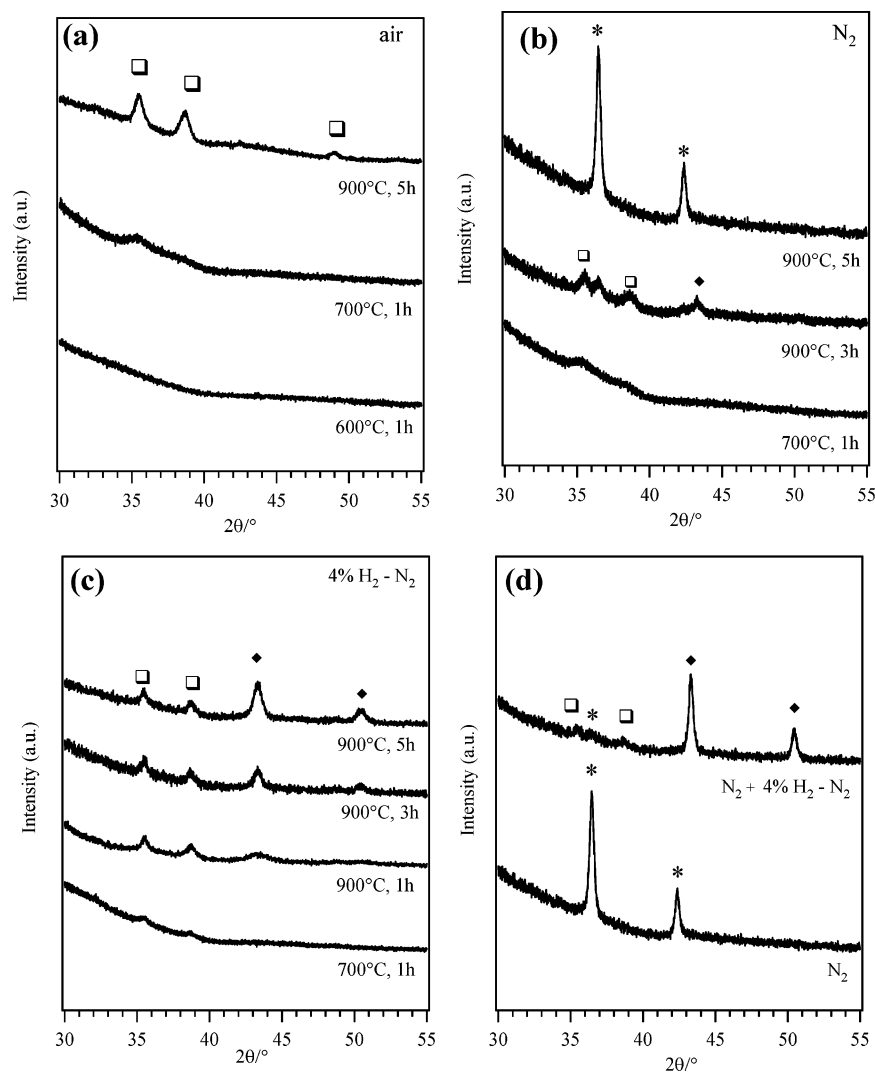 (a)
air
900°C, 5h
700°C, 1h
600°C, 1h
Intensity (a.u.)
30 35 40 45 50 55
2θ/°
(b)
N₂
*
*
900°C, 5h
900°C, 3h
700°C, 1h
Intensity (a.u.)
30 35 40 45 50 55
2θ/°
(c)
4% H₂ - N₂
900°C, 5h
900°C, 3h
900°C, 1h
700°C, 1h
Intensity (a.u.)
30 35 40 45 50 55
2θ/°
(d)
*
N₂ + 4% H₂ - N₂
*
*
N₂
Intensity (a.u.)
30 35 40 45 50 55
2θ/°